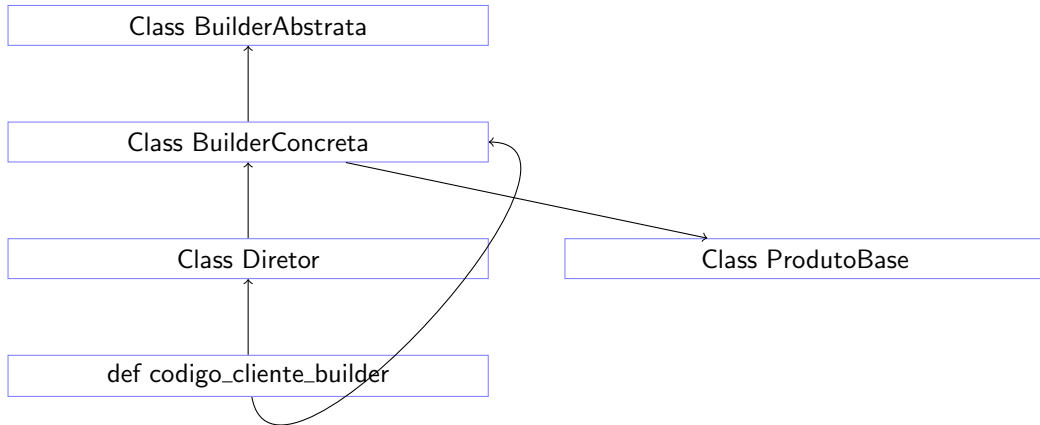 Class BuilderAbstrata
Class BuilderConcreta
Class Diretor
Class ProdutoBase
def codigo_cliente_builder